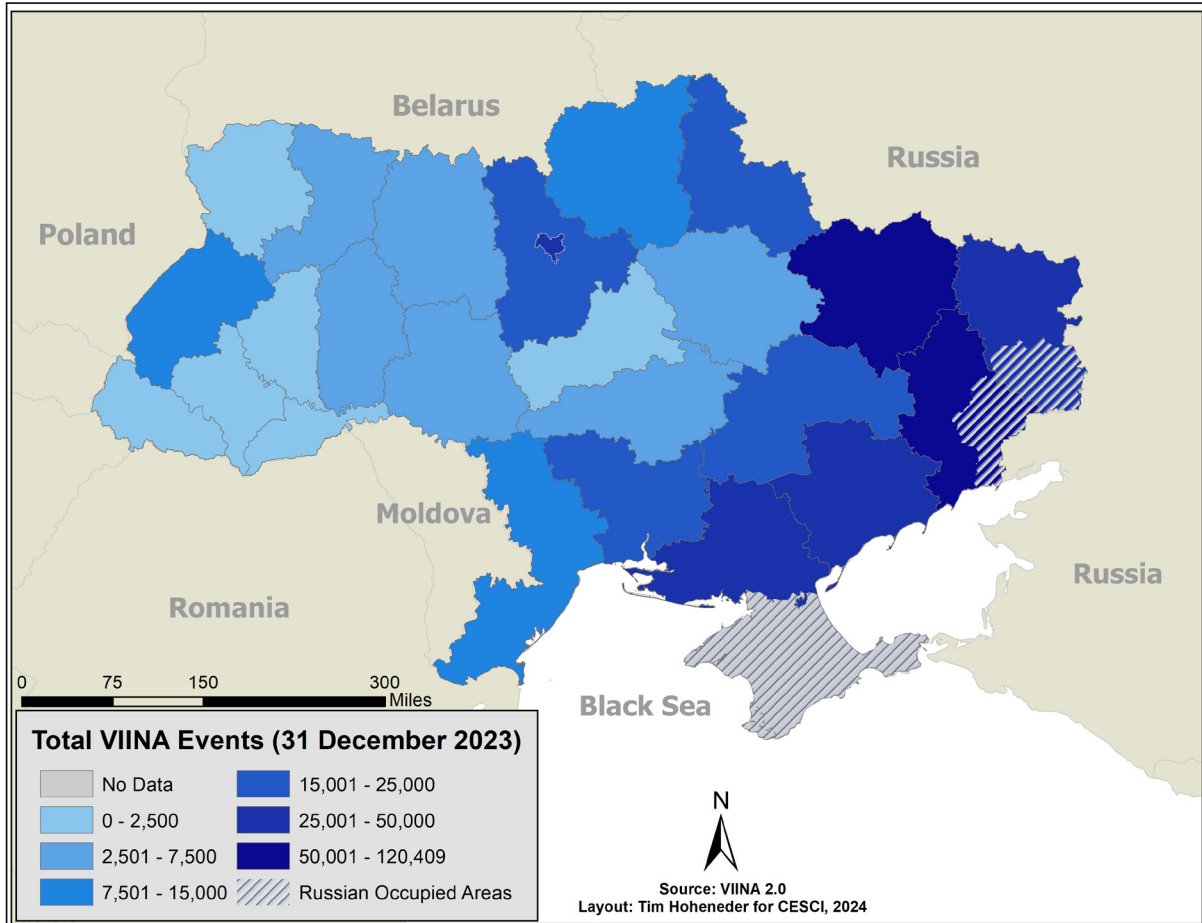 Belarus
Russia
Poland
Moldova
Romania
Russia
Black Sea
0 75 150 300
Miles
Total VIINA Events (31 December 2023)
No Data
0 - 2,500
2,501 - 7,500
7,501 - 15,000
15,001 - 25,000
25,001 - 50,000
50,001 - 120,409
Russian Occupied Areas
N
Source: VIINA 2.0
Layout: Tim Hoheneder for CESCI, 2024